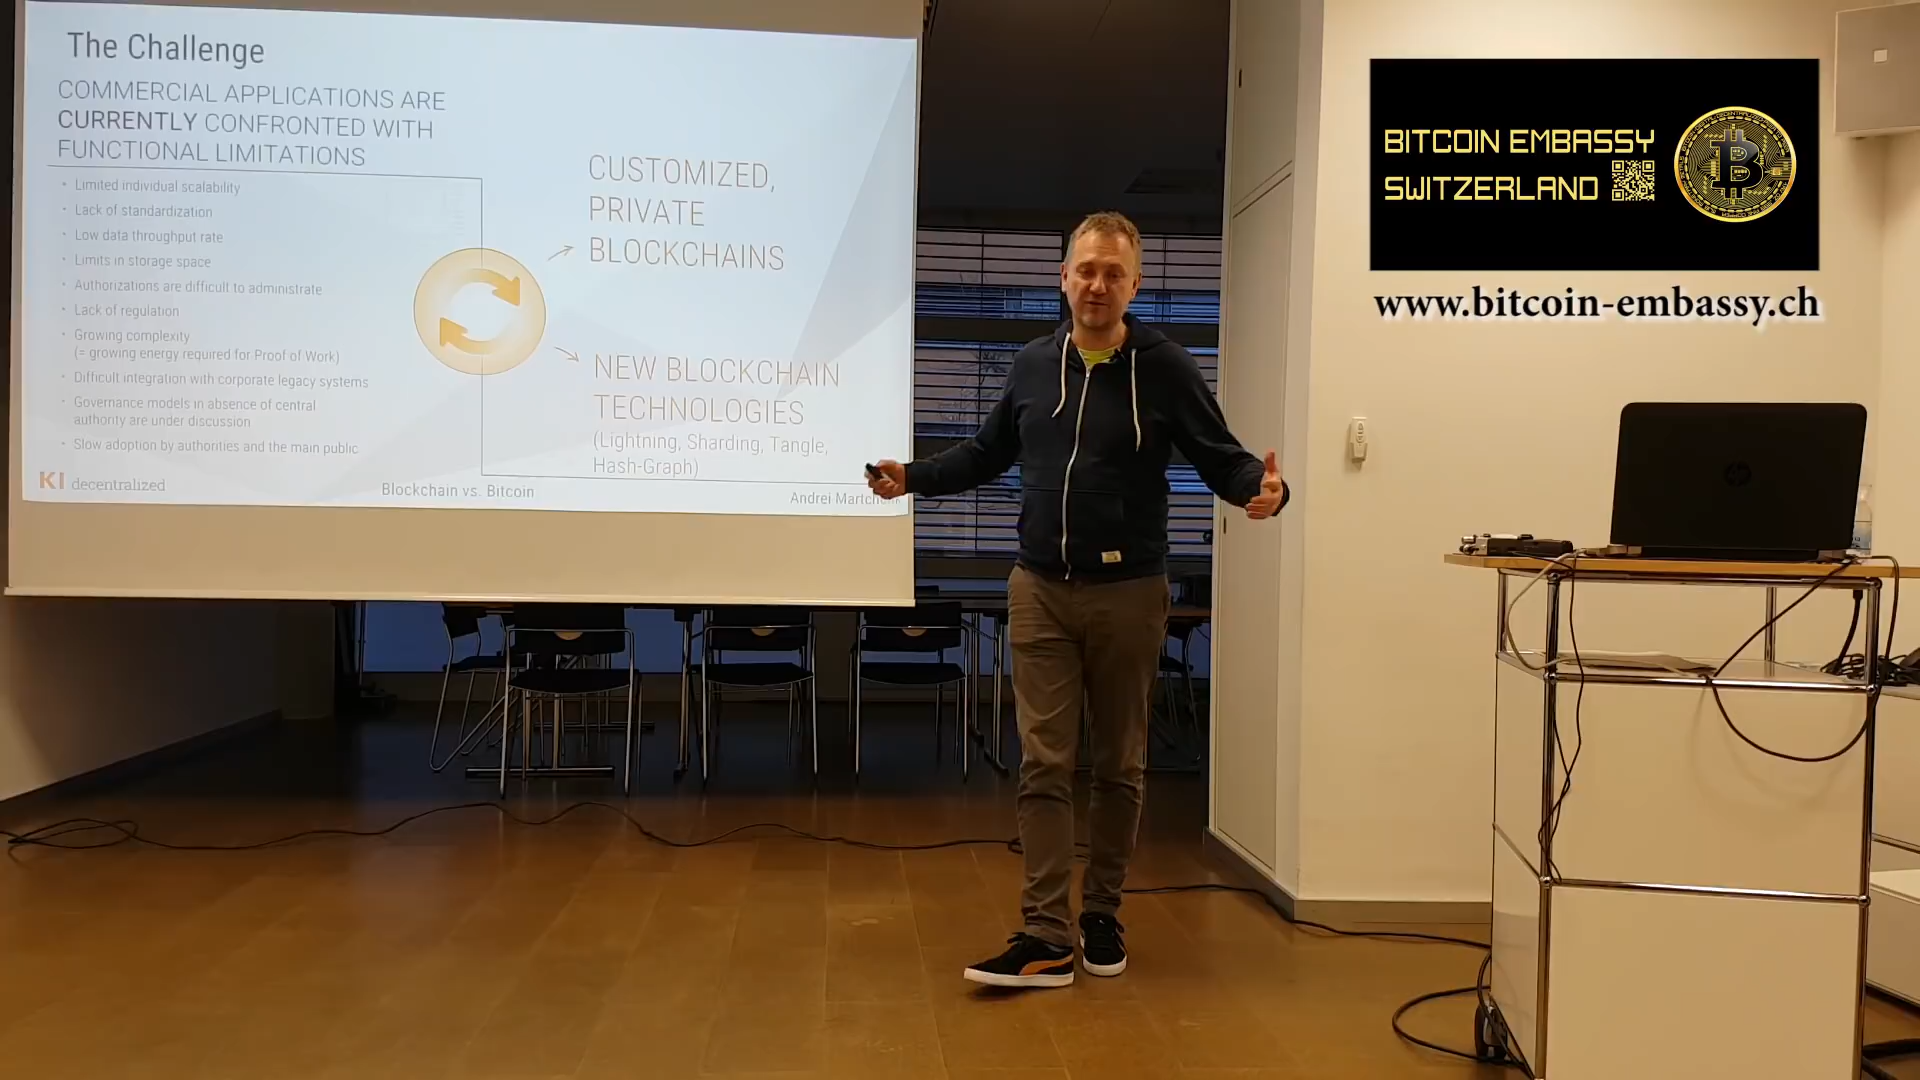 The Challenge
COMMERCIAL APPLICATIONS ARE
CURRENTLY CONFRONTED WITH
FUNCTIONAL LIMITATIONS
• Limited individual scalability
• Lack of standardization
• Low data throughput rate
• Limits in storage space
• Authorizations are difficult to administrate
• Lack of regulation
• Growing complexity
(= growing energy required for Proof of Work)
• Difficult integration with corporate legacy systems
• Governance models in absence of central
authority are under discussion
• Slow adoption by authorities and the main public
CUSTOMIZED,
PRIVATE
BLOCKCHAINS
NEW BLOCKCHAIN
TECHNOLOGIES
(Lightning, Sharding, Tangle,
Hash-Graph)
KI decentralized
Blockchain vs. Bitcoin
Andrei
BITCOIN EMBASSY
SWITZERLAND
www.bitcoin-embassy.ch
hp